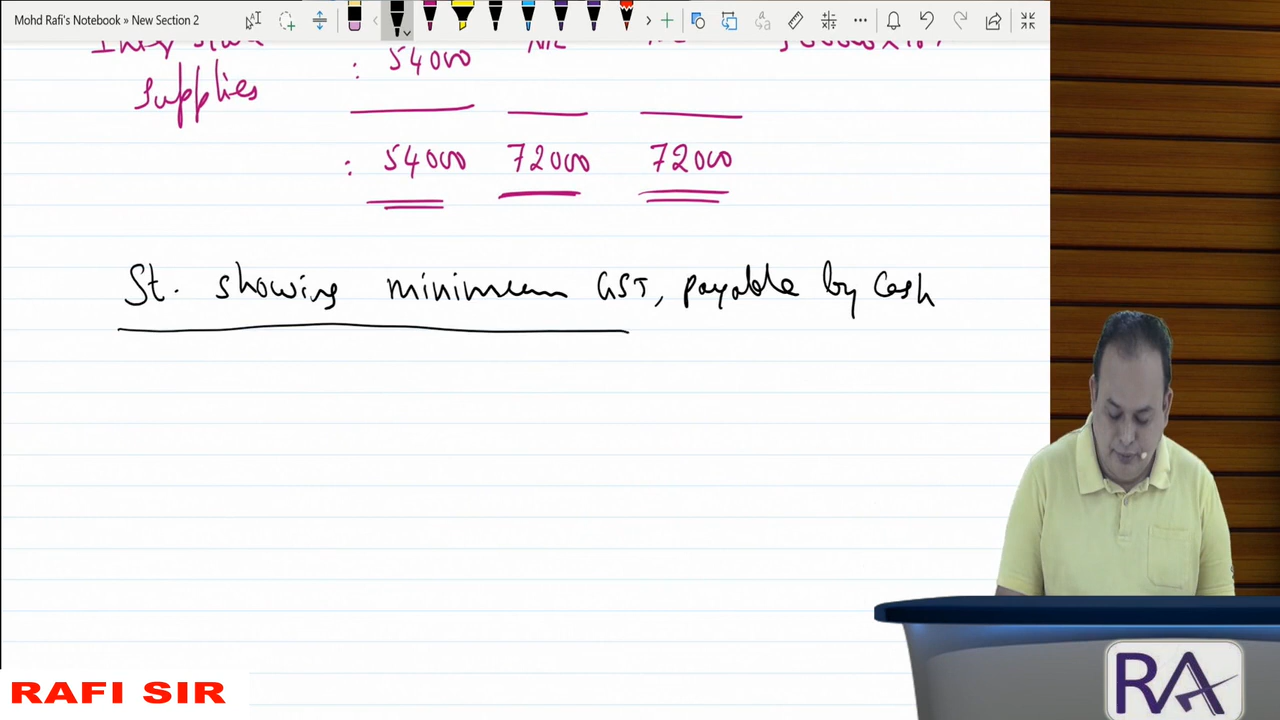 Mohd Rafi's Notebook » New Section 2
: 54000 NIL
Supplies
: 54000 72000 72000
St. showing minimum GST, payable by Cash
RAFI SIR
RA